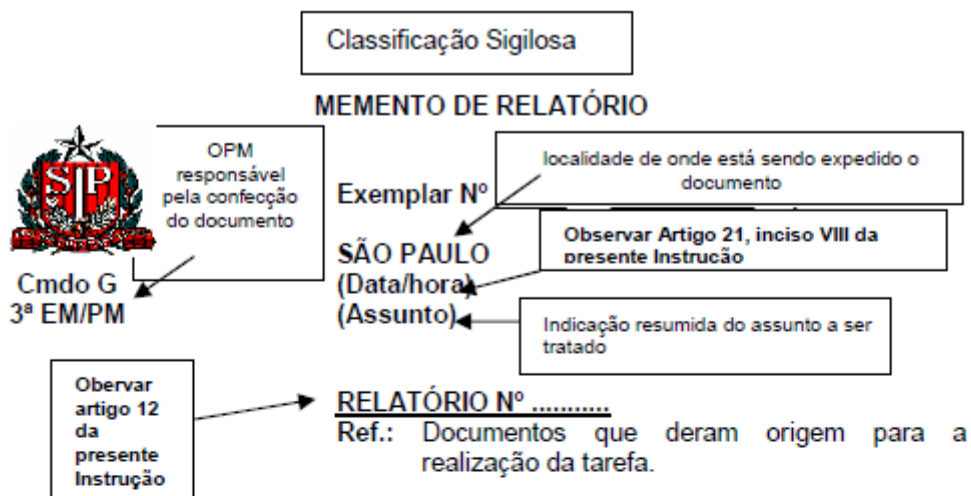 Classificação Sigilosa
MEMENTO DE RELATÓRIO
SP
OPM
responsável
pela confecção
do documento
Cmdo G
3ª EM/PM
localidade de onde está sendo expedido o
documento
Exemplar Nº
Observar Artigo 21, inciso VIII da
presente Instrução
SÃO PAULO
(Data/hora)
(Assunto)
Indicação resumida do assunto a ser
tratado
Obervar
artigo 12
da
presente
Instrução
RELATÓRIO Nº ...........
Ref.: Documentos que deram origem para a
realização da tarefa.